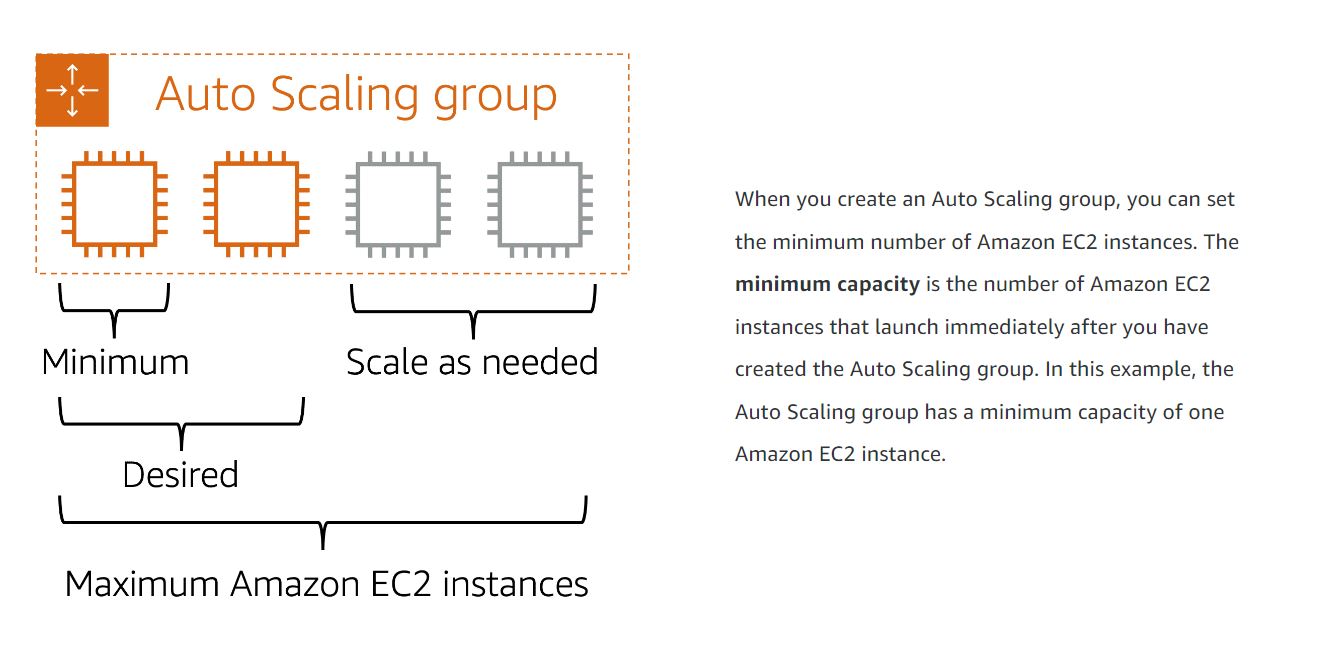 Auto Scaling group
Minimum
Scale as needed
Desired
Maximum Amazon EC2 instances
When you create an Auto Scaling group, you can set
the minimum number of Amazon EC2 instances. The
minimum capacity is the number of Amazon EC2
instances that launch immediately after you have
created the Auto Scaling group. In this example, the
Auto Scaling group has a minimum capacity of one
Amazon EC2 instance.